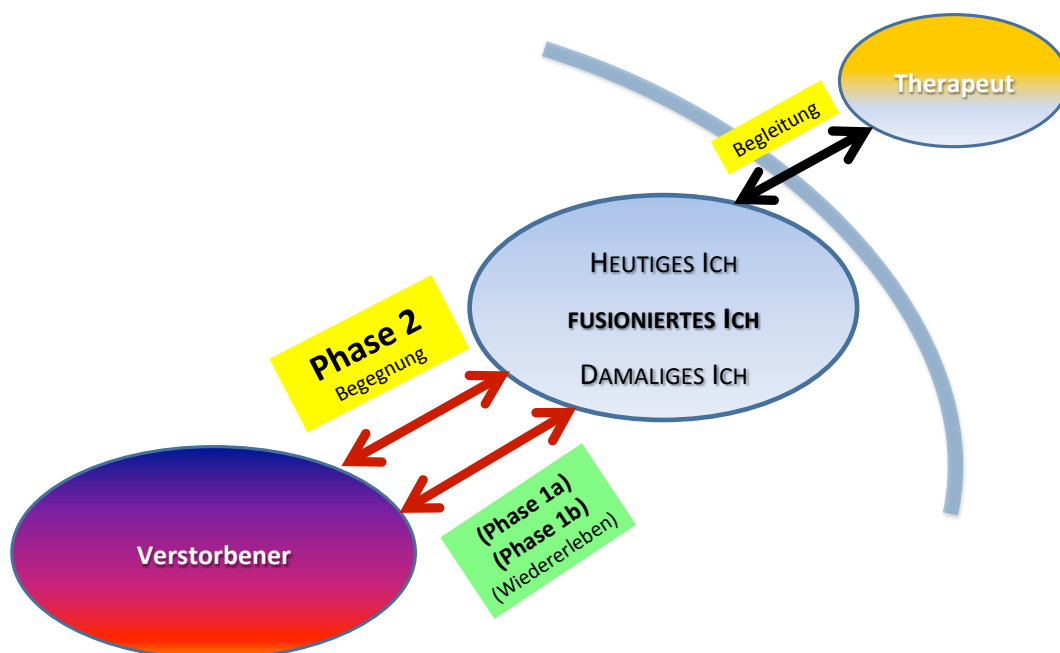 Therapeut
Begleitung
HEUTIGES ICH
FUSIONIERTES ICH
DAMALIGES ICH
Phase 2
Begegnung
(Phase 1a)
(Phase 1b)
(Wiedererleben)
Verstorbener